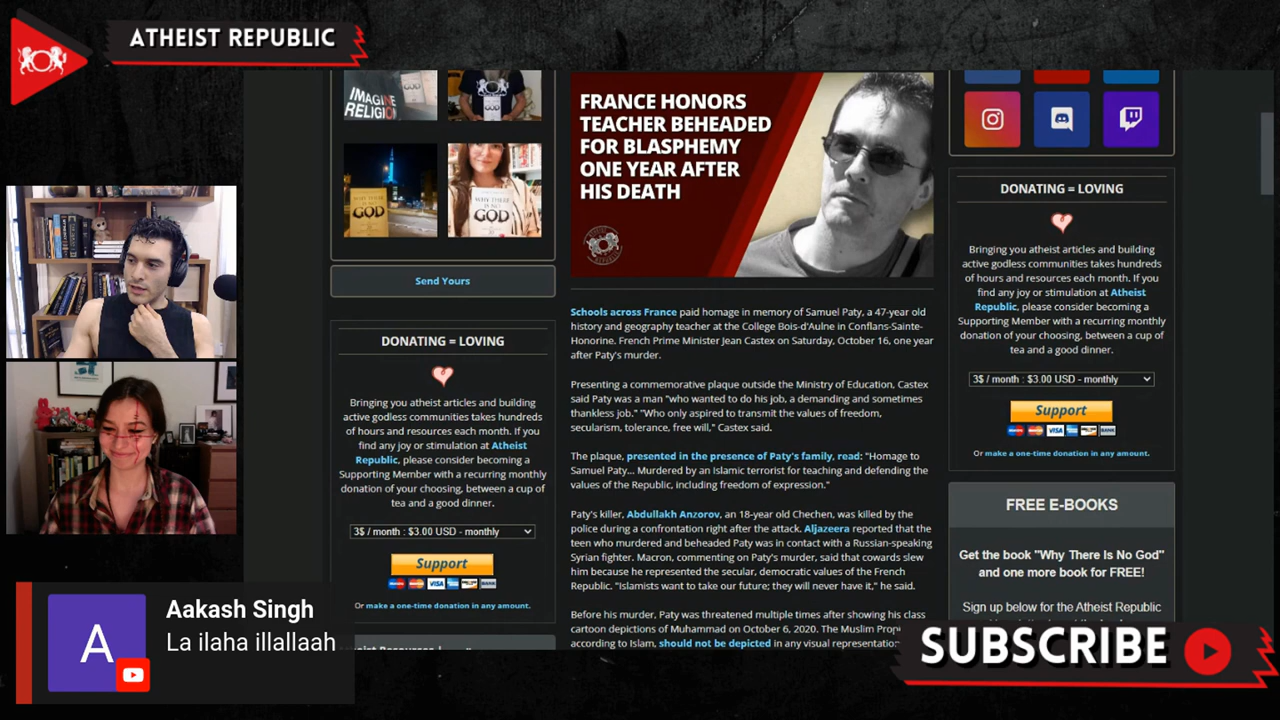 ATHEIST REPUBLIC
IMAGINE
RELIGION
GOD
WHY THERE
IS NO
GOD
Send Yours
DONATING = LOVING
Bringing you atheist articles and building
active godless communities takes hundreds
of hours and resources each month. If you
find any joy or stimulation at Atheist
Republic, please consider becoming a
Supporting Member with a recurring monthly
donation of your choosing, between a cup of
tea and a good dinner.
3$ / month : $3.00 USD - monthly
Support
VISA
BANK
Or make a one-time donation in any amount.
FRANCE HONORS
TEACHER BEHEADED
FOR BLASPHEMY
ONE YEAR AFTER
HIS DEATH
Schools across France paid homage in memory of Samuel Paty, a 47-year old
history and geography teacher at the College Bois-d'Aulne in Conflans-Sainte-
Honorine. French Prime Minister Jean Castex on Saturday, October 16, one year
after Paty's murder.
Presenting a commemorative plaque outside the Ministry of Education, Castex
said Paty was a man "who wanted to do his job, a demanding and sometimes
thankless job." "Who only aspired to transmit the values of freedom,
secularism, tolerance, free will," Castex said.
The plaque, presented in the presence of Paty's family, read: "Homage to
Samuel Paty... Murdered by an Islamic terrorist for teaching and defending the
values of the Republic, including freedom of expression."
Paty's killer, Abdullakh Anzorov, an 18-year old Chechen, was killed by the
police during a confrontation right after the attack. Aljazeera reported that the
teen who murdered and beheaded Paty was in contact with a Russian-speaking
Syrian fighter. Macron, commenting on Paty's murder, said that cowards slew
him because he represented the secular, democratic values of the French
Republic. "Islamists want to take our future; they will never have it," he said.
Before his murder, Paty was threatened multiple times after showing his class
cartoon depictions of Muhammad on October 6, 2020. The Muslim
according to Islam, should not be depicted in any visual
DONATING = LOVING
Bringing you atheist articles and building
active godless communities takes hundreds
of hours and resources each month. If you
find any joy or stimulation at Atheist
Republic, please consider becoming a
Supporting Member with a recurring monthly
donation of your choosing, between a cup of
tea and a good dinner.
3$ / month : $3.00 USD - monthly
Support
VISA
BANK
Or make a one-time donation in any amount.
FREE E-BOOKS
Get the book "Why There Is No God"
and one more book for FREE!
Sign up below for the Atheist Republic
A
Aakash Singh
La ilaha illallaah
SUBSCRIBE